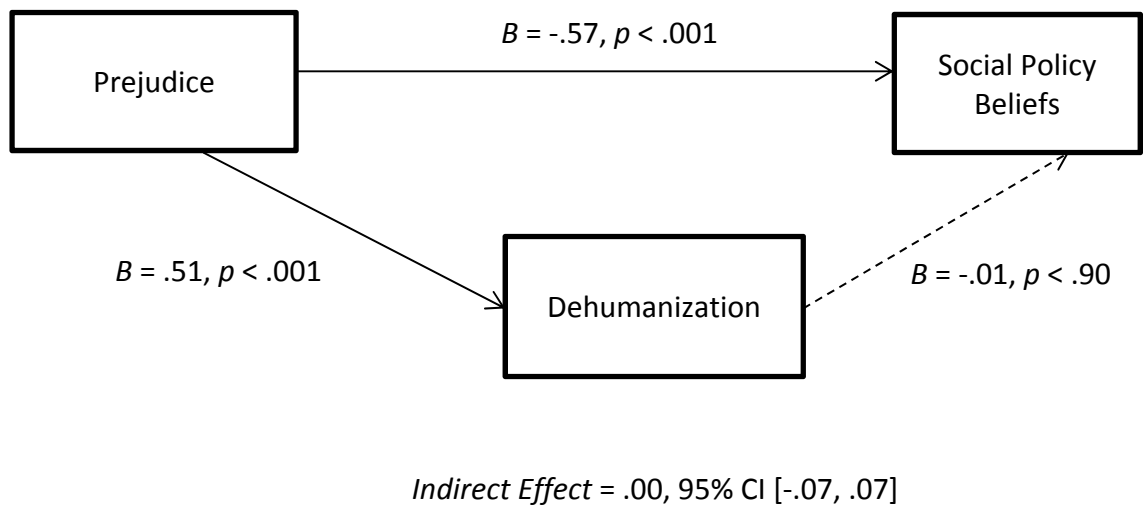 B = -.57, p < .001
Prejudice
Social Policy
Beliefs
B = .51, p < .001
Dehumanization
B = -.01, p < .90
Indirect Effect = .00, 95% CI [-.07, .07]